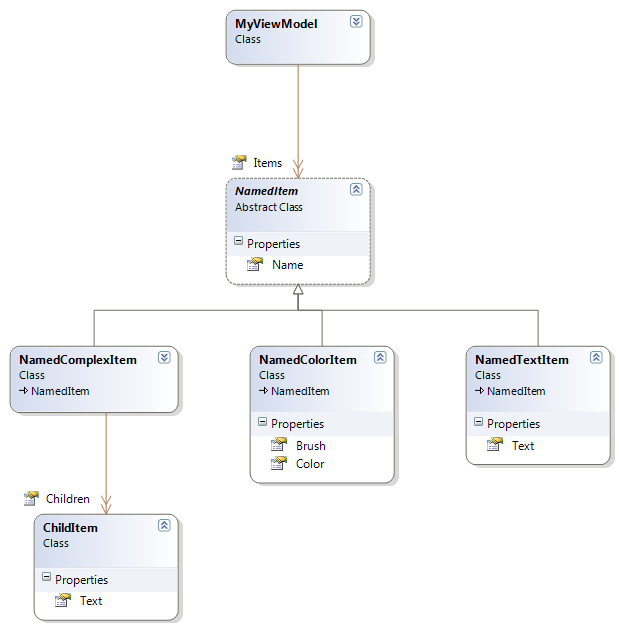 MyViewModel
Class
Items
NamedItem
Abstract Class
Properties
Name
NamedComplexItem
Class
NamedItem
NamedColorItem
Class
NamedItem
Properties
Brush
Color
NamedTextItem
Class
NamedItem
Properties
Text
Children
ChildItem
Class
Properties
Text